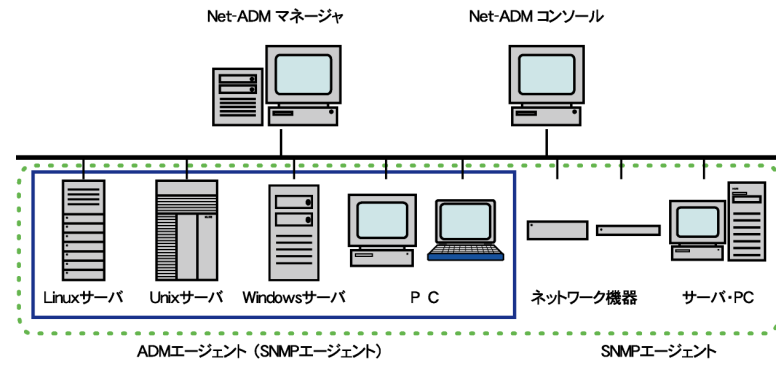 Net-ADM マネージャ
Net-ADM コンソール
Linuxサーバ
Unixサーバ
Windowsサーバ
P C
ネットワーク機器
サーバ・PC
ADMエージェント（SNMPエージェント）
SNMPエージェント